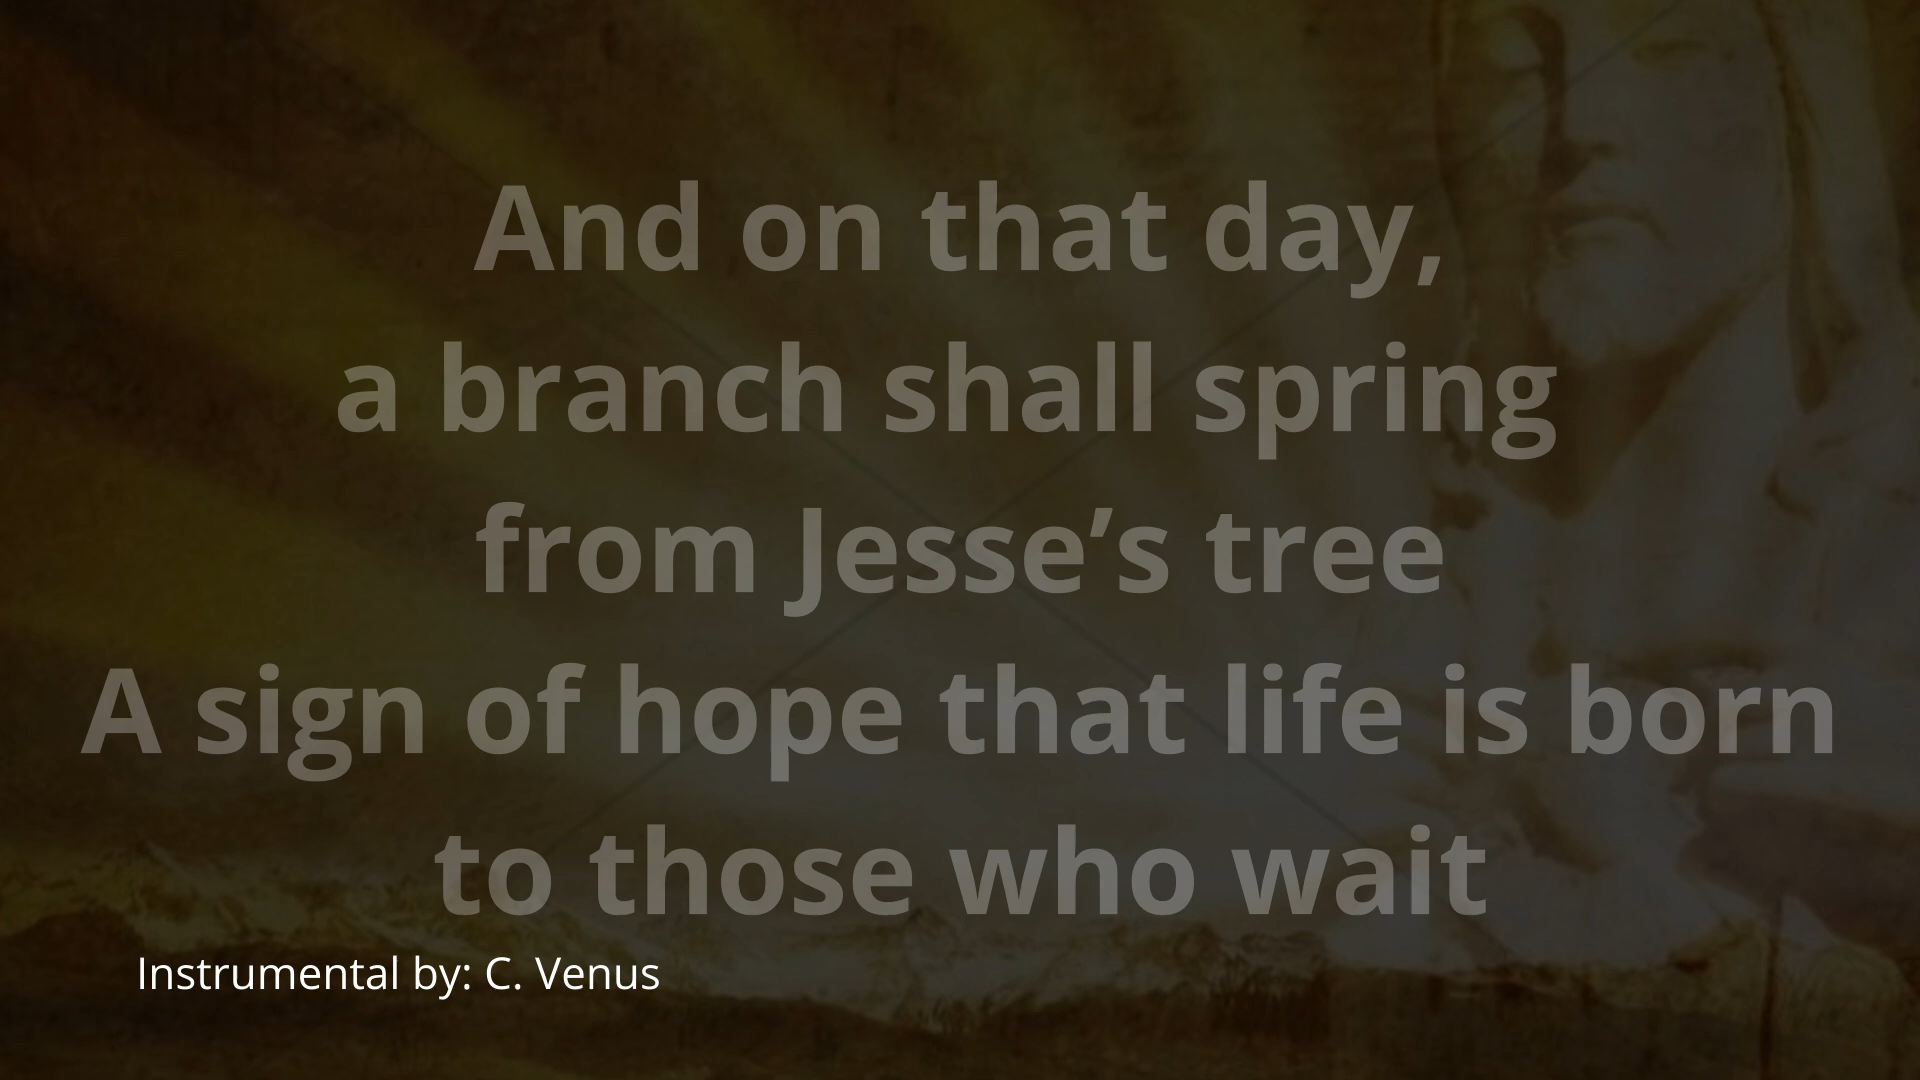 And on that day,
a branch shall spring
from Jesse’s tree
A sign of hope that life is born
to those who wait
Instrumental by: C. Venus